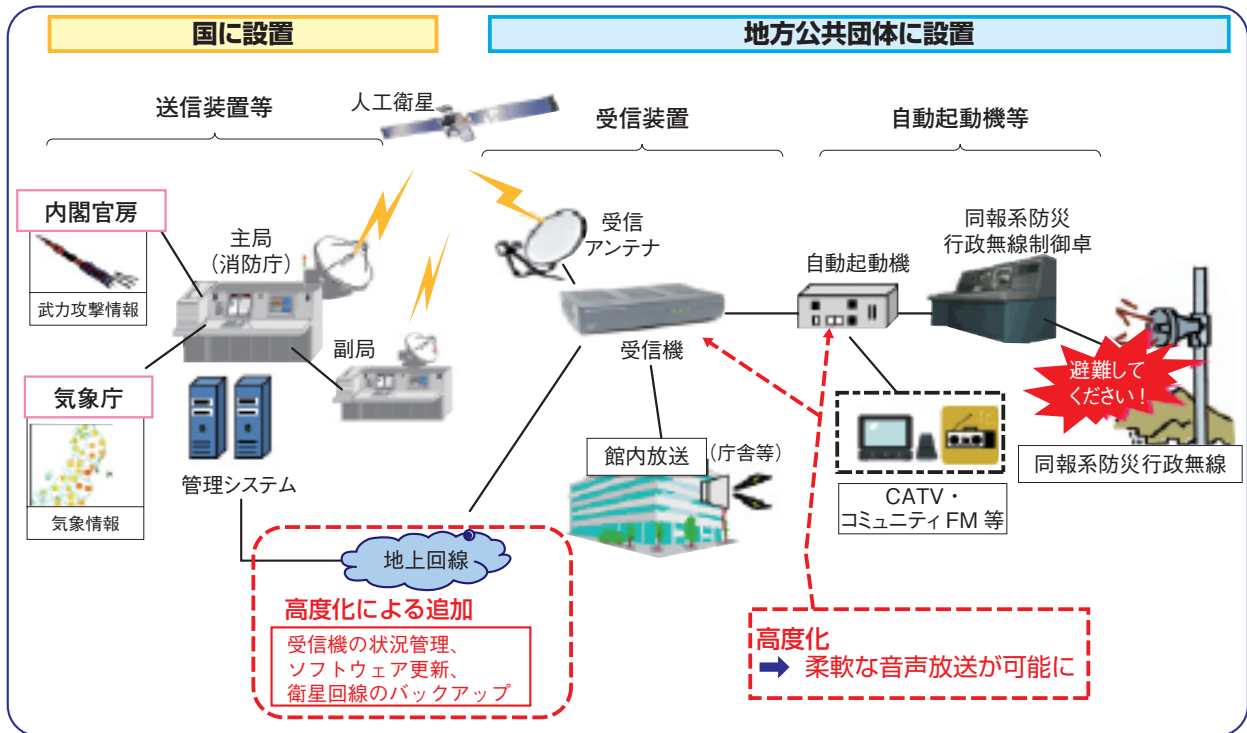 国に設置
地方公共団体に設置
送信装置等
人工衛星
受信装置
自動起動機等
内閣官房
武力攻撃情報
主局
（消防庁）
副局
気象庁
気象情報
管理システム
受信
アンテナ
受信機
自動起動機
同報系防災
行政無線制御卓
避難して
ください！
同報系防災行政無線
館内放送
（庁舎等）
CATV・
コミュニティFM 等
地上回線
高度化による追加
受信機の状況管理、
ソフトウェア更新、
衛星回線のバックアップ
高度化
➡ 柔軟な音声放送が可能に